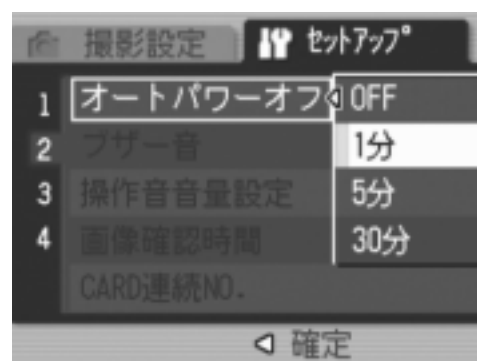 撮影設定 セットアップ
1 オートパワーオフ OFF
2 ブザー音 1分
3 操作音音量設定 5分
4 画像確認時間 30分
CARD連続NO.
確定